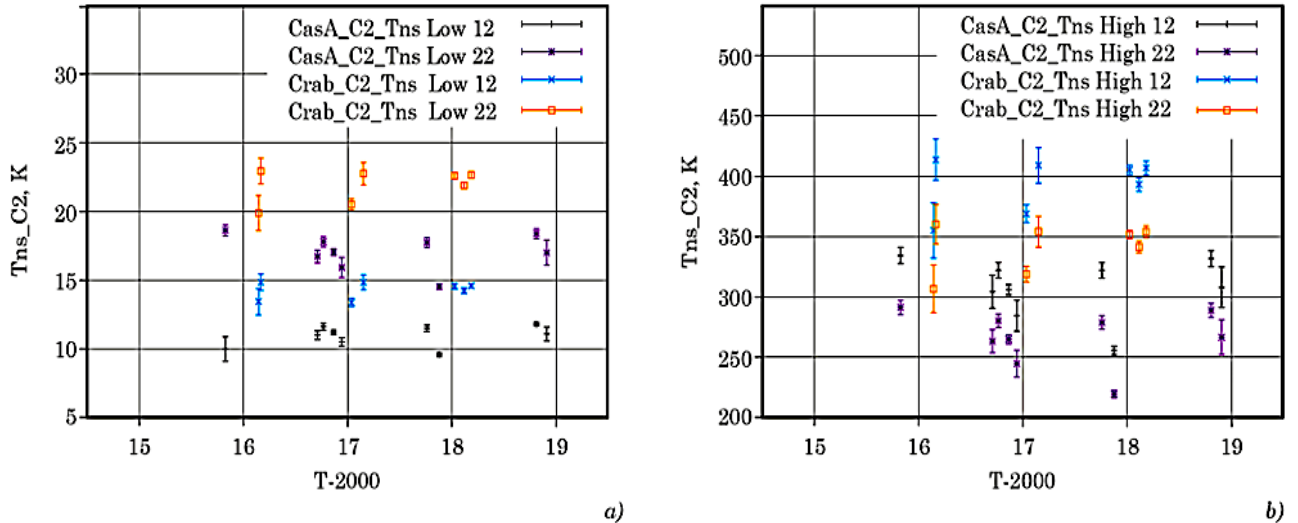 CasA_C2_Tns Low 12
CasA_C2_Tns Low 22
Crab_C2_Tns Low 12
Crab_C2_Tns Low 22
35
30
25
20
15
10
5
Tns_C2, K
15 16 17 18 19
T-2000
a)
CasA_C2_Tns High 12
CasA_C2_Tns High 22
Crab_C2_Tns High 12
Crab_C2_Tns High 22
500
450
400
350
300
250
200
Tns_C2, K
15 16 17 18 19
T-2000
b)